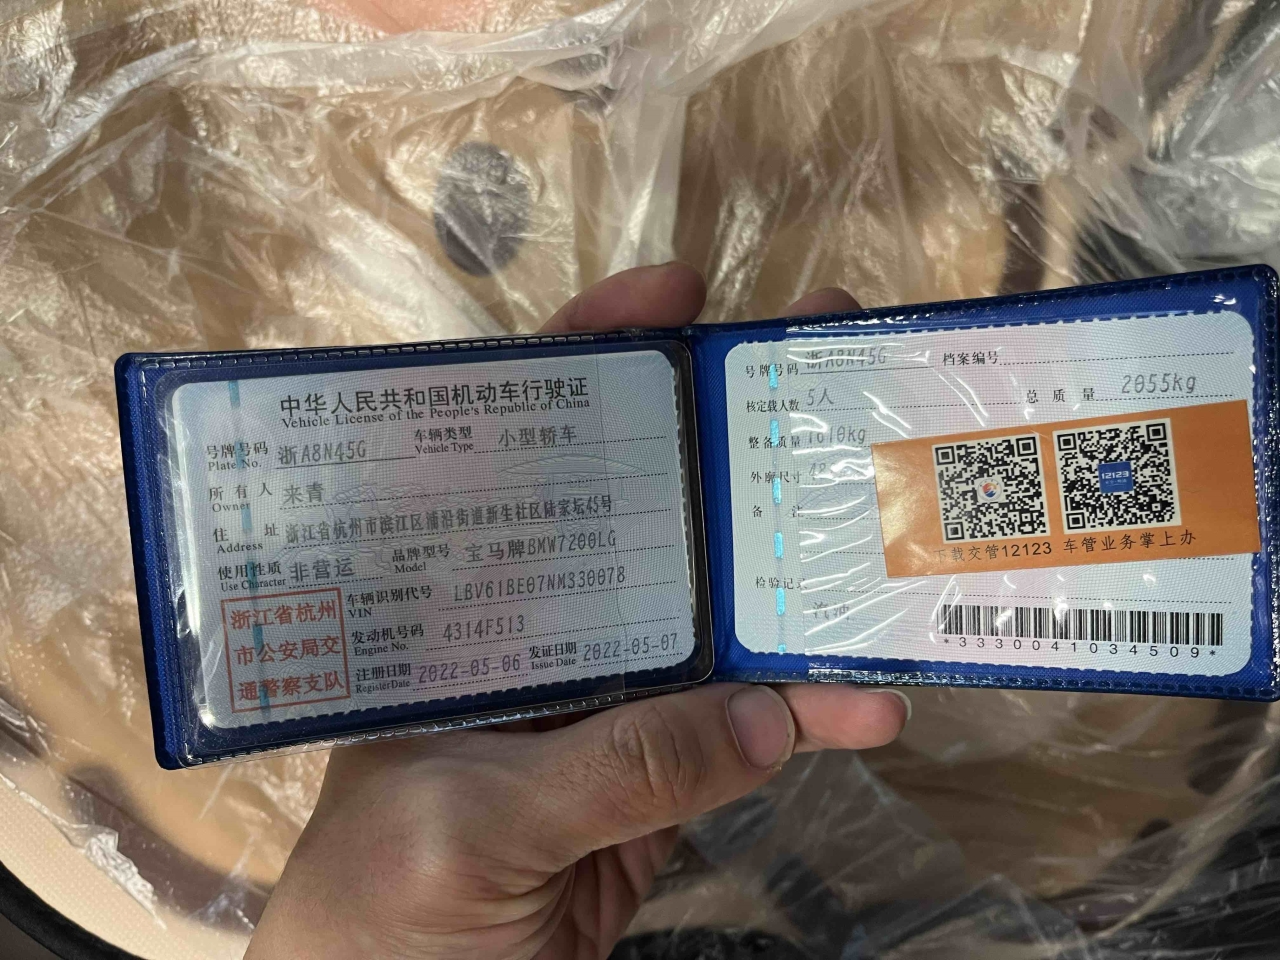 中华人民共和国机动车行驶证
Vehicle License of the People's Republic of China
号牌号码 浙A8N45G 车辆类型 小型轿车
Plate No. Vehicle Type
所有人 来青
Owner
住址 浙江省杭州市滨江区浦沿街道新生社区陆家坛45号
Address
使用性质 非营运 品牌型号 宝马牌BMW7200LG
Use Character Model
车辆识别代号 LBV61BE07NM330078
VIN
发动机号码 4314F513
Engine No.
注册日期 2022-05-06 发证日期 2022-05-07
Register Date Issue Date
浙江省杭州
市公安局交
通警察支队
号牌号码 浙A8N45G 档案编号
核定载人数 5人 总质量 2055kg
整备质量 1610kg
外廓尺寸
备注
12123
下载交管12123 车管业务掌上办
检验记录
汽油
*3330041034509*